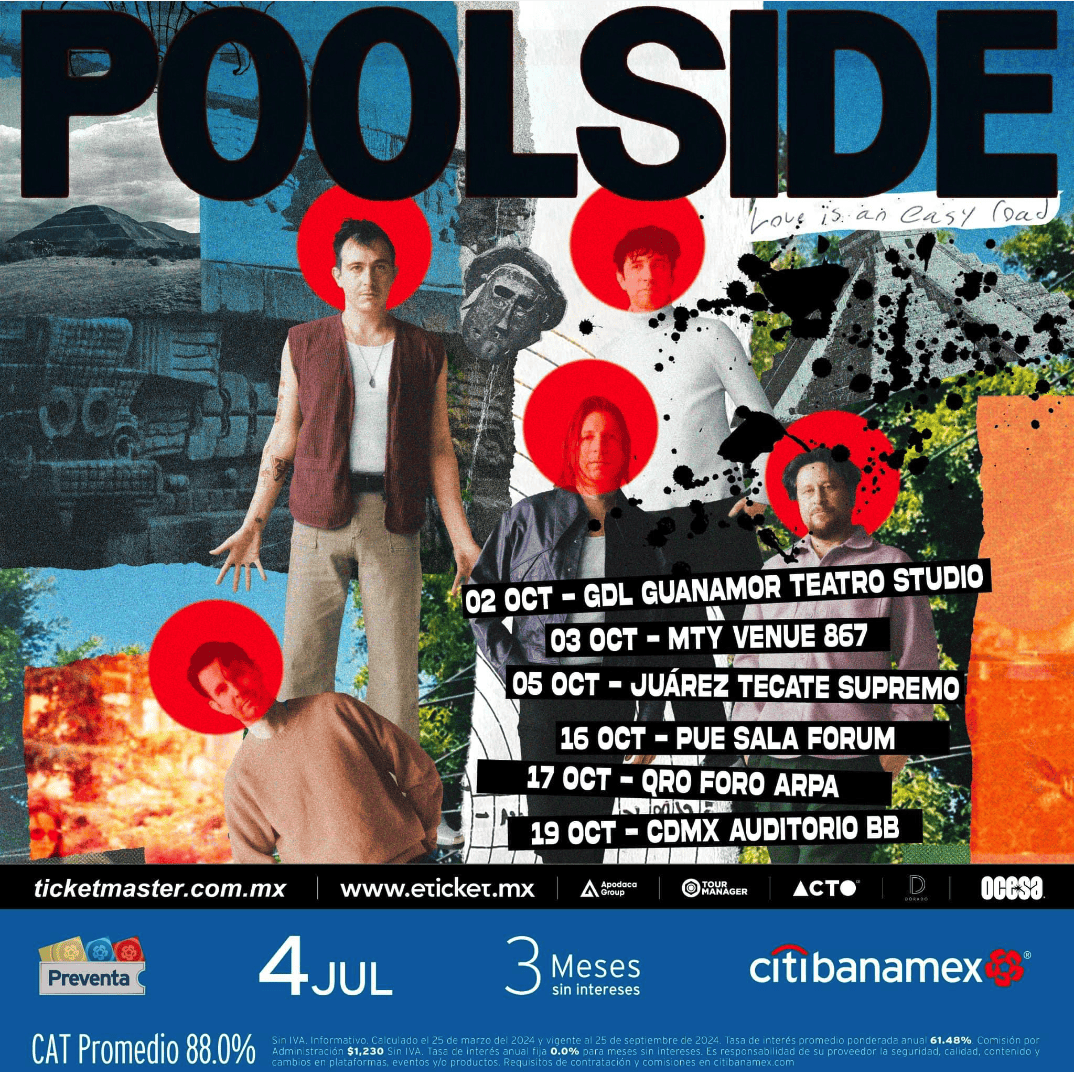 POOLSIDE
Love is an easy road
02 OCT – GDL GUANAMOR TEATRO STUDIO
03 OCT – MTY VENUE 867
05 OCT – JUÁREZ TECATE SUPREMO
16 OCT – PUE SALA FORUM
17 OCT – QRO FORO ARPA
19 OCT – CDMX AUDITORIO BB
ticketmaster.com.mx
www.eticket.mx
Apodaca
Group
TOUR
MANAGER
ACTO
D
DORADO
ocesa
Preventa
4 JUL
3 Meses
sin intereses
citibanamex®
CAT Promedio 88.0%
Sin IVA. Informativo. Calculado el 25 de marzo del 2024 y vigente al 25 de septiembre de 2024. Tasa de interés promedio ponderada anual 61.48%. Comisión por
Administración $1,230 Sin IVA. Tasa de interés anual fija 0.0% para meses sin intereses. Es responsabilidad de su proveedor la seguridad, calidad, contenido y
cambios en plataformas, eventos y/o productos. Requisitos de contratación y comisiones en citibanamex.com